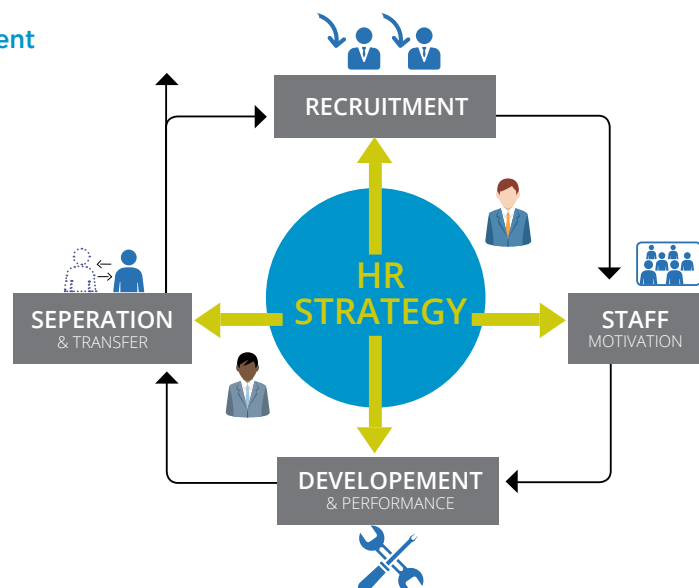 ent
RECRUITMENT
HR
STRATEGY
SEPERATION
& TRANSFER
STAFF
MOTIVATION
DEVELOPEMENT
& PERFORMANCE